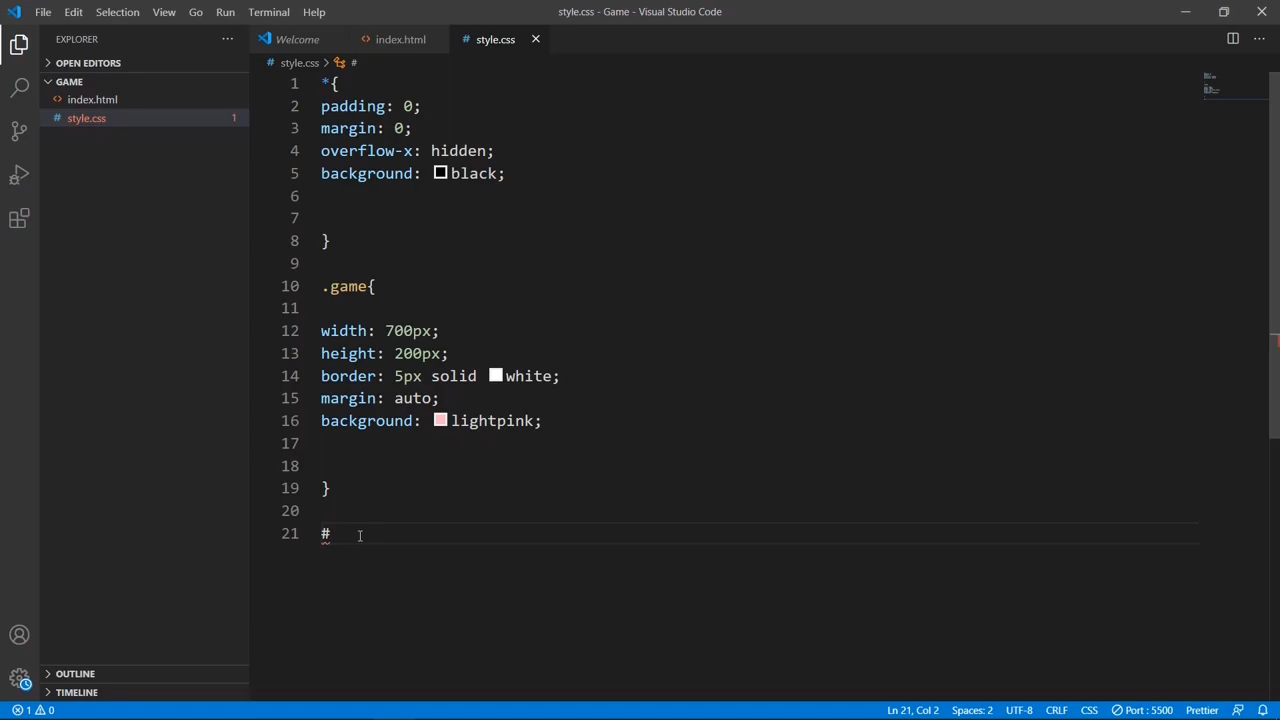 File Edit Selection View Go Run Terminal Help style.css - Game - Visual Studio Code
EXPLORER
OPEN EDITORS
GAME
index.html
style.css 1
OUTLINE
TIMELINE
Welcome index.html # style.css
# style.css > #
1 *{
2 padding: 0;
3 margin: 0;
4 overflow-x: hidden;
5 background: black;
6
7
8 }
9
10 .game{
11
12 width: 700px;
13 height: 200px;
14 border: 5px solid white;
15 margin: auto;
16 background: lightpink;
17
18
19 }
20
21 #
1 0 Ln 21, Col 2 Spaces: 2 UTF-8 CRLF CSS Port : 5500 Prettier